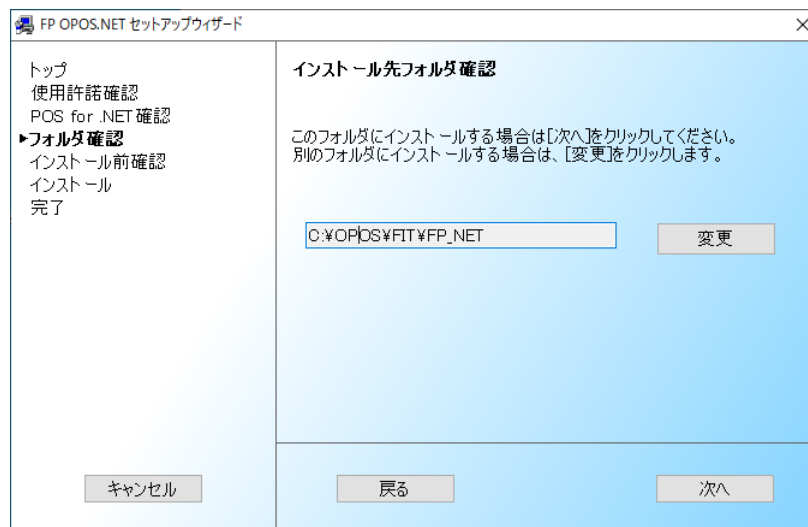 FP OPOS.NET セットアップウィザード
トップ
使用許諾確認
POS for .NET確認
▶フォルダ確認
インストール前確認
インストール
完了
インストール先フォルダ確認
このフォルダにインストールする場合は[次へ]をクリックしてください。
別のフォルダにインストールする場合は、[変更]をクリックします。
C:¥OPOS¥FIT¥FP_NET
変更
キャンセル
戻る
次へ